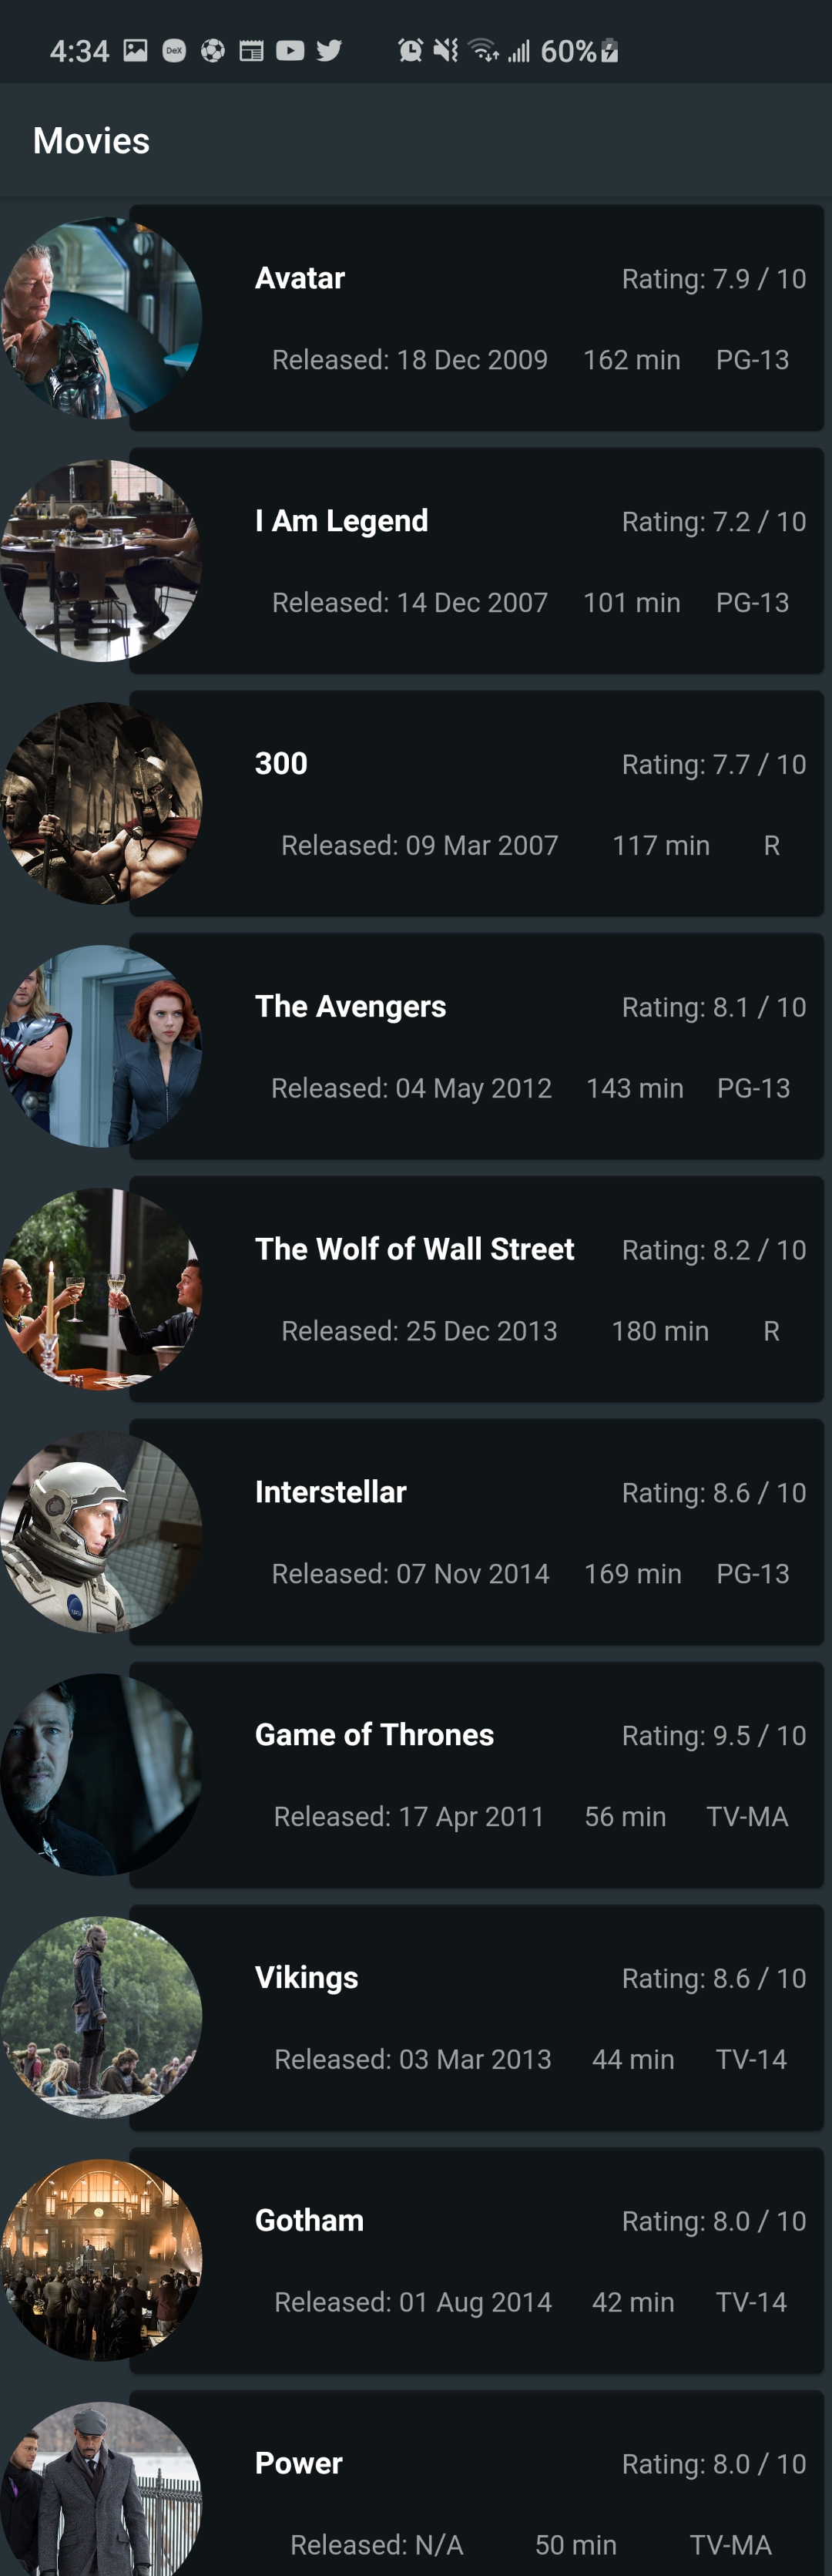 4:34 DeX 60%
Movies
Avatar Rating: 7.9 / 10
Released: 18 Dec 2009 162 min PG-13
I Am Legend Rating: 7.2 / 10
Released: 14 Dec 2007 101 min PG-13
300 Rating: 7.7 / 10
Released: 09 Mar 2007 117 min R
The Avengers Rating: 8.1 / 10
Released: 04 May 2012 143 min PG-13
The Wolf of Wall Street Rating: 8.2 / 10
Released: 25 Dec 2013 180 min R
Interstellar Rating: 8.6 / 10
Released: 07 Nov 2014 169 min PG-13
Game of Thrones Rating: 9.5 / 10
Released: 17 Apr 2011 56 min TV-MA
Vikings Rating: 8.6 / 10
Released: 03 Mar 2013 44 min TV-14
Gotham Rating: 8.0 / 10
Released: 01 Aug 2014 42 min TV-14
Power Rating: 8.0 / 10
Released: N/A 50 min TV-MA